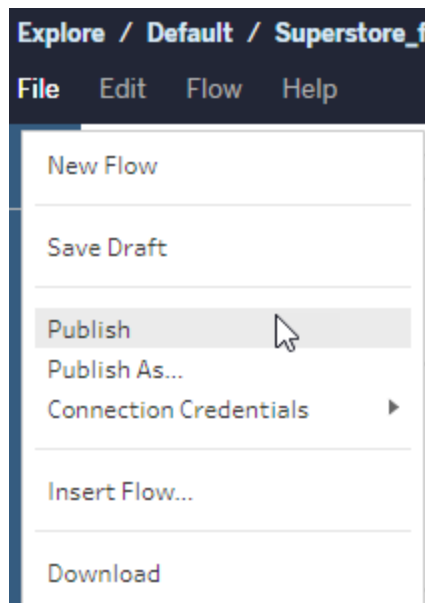 Explore / Default / Superstore_f
File Edit Flow Help
New Flow
Save Draft
Publish
Publish As...
Connection Credentials
Insert Flow...
Download